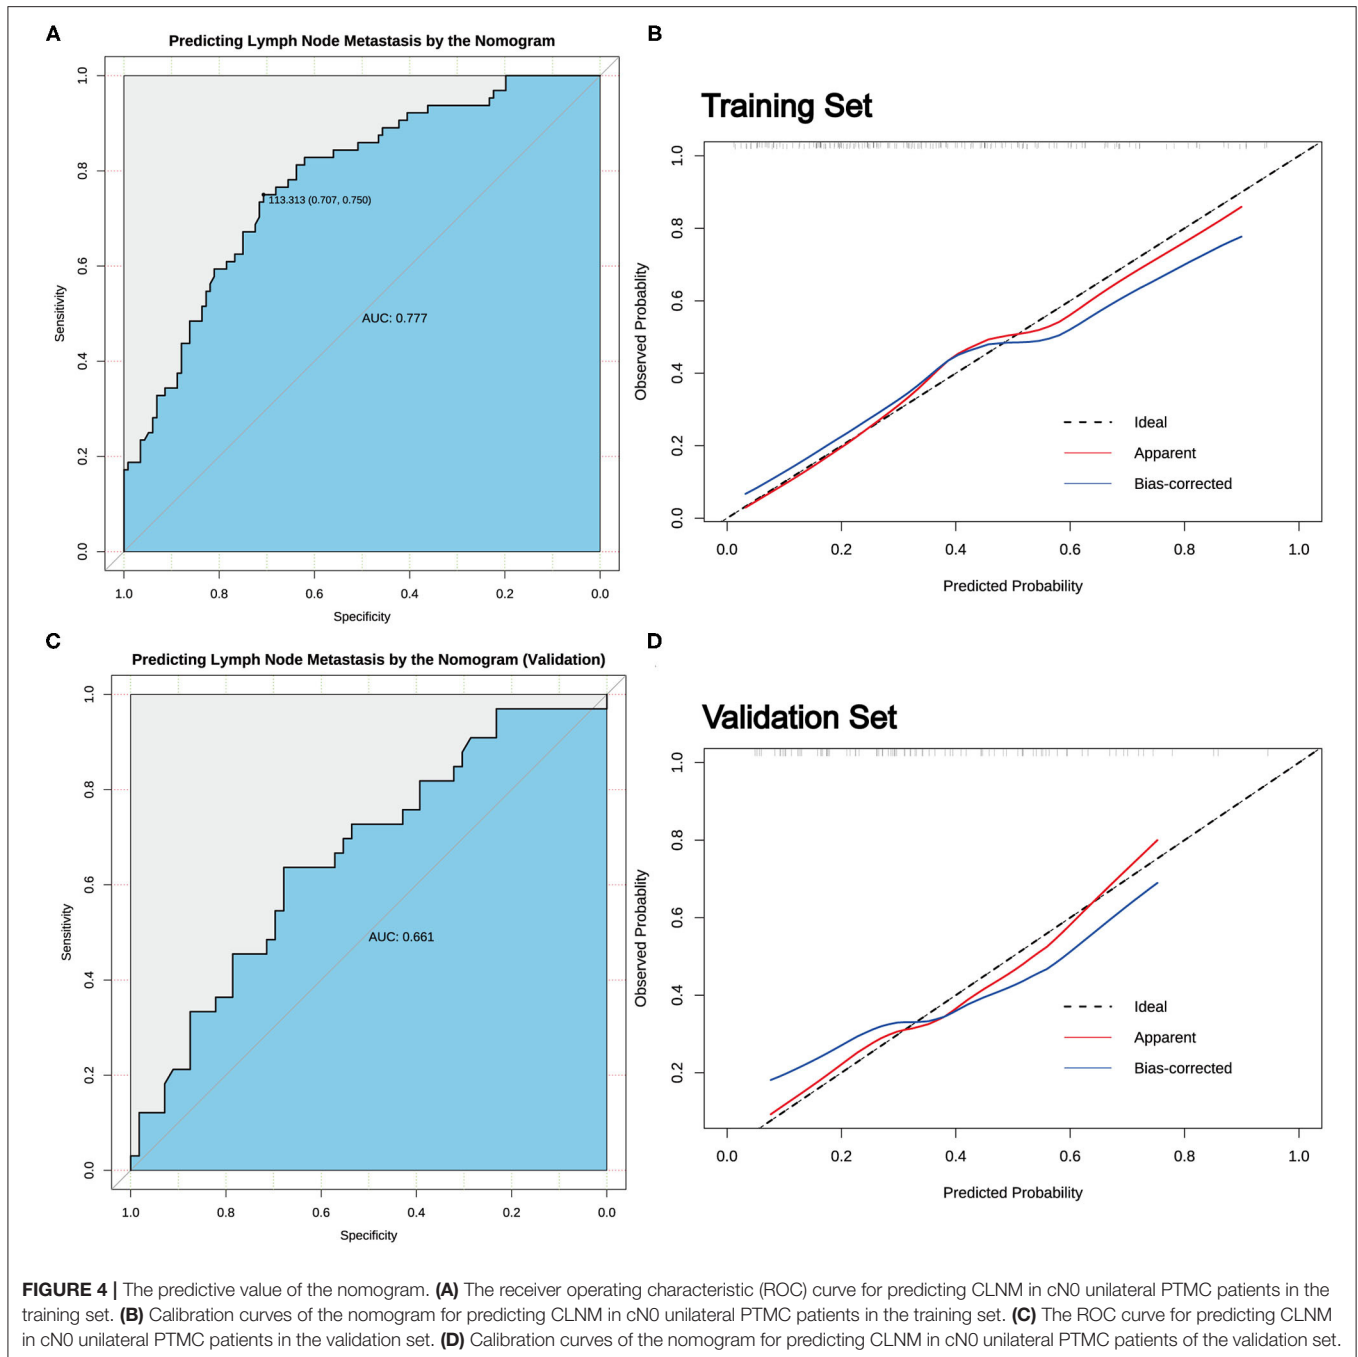 A
Predicting Lymph Node Metastasis by the Nomogram
1.0
0.8
0.6
0.4
0.2
0.0
Sensitivity
113.313 (0.707, 0.750)
AUC: 0.777
1.0 0.8 0.6 0.4 0.2 0.0
Specificity
B
Training Set
1.0
0.8
0.6
0.4
0.2
0.0
Observed Probablity
Ideal
Apparent
Bias-corrected
0.0 0.2 0.4 0.6 0.8 1.0
Predicted Probability
C
Predicting Lymph Node Metastasis by the Nomogram (Validation)
1.0
0.8
0.6
0.4
0.2
0.0
Sensitivity
AUC: 0.661
1.0 0.8 0.6 0.4 0.2 0.0
Specificity
D
Validation Set
1.0
0.8
0.6
0.4
0.2
Observed Probablity
Ideal
Apparent
Bias-corrected
0.0 0.2 0.4 0.6 0.8 1.0
Predicted Probability
FIGURE 4 | The predictive value of the nomogram. (A) The receiver operating characteristic (ROC) curve for predicting CLNM in cN0 unilateral PTMC patients in the
training set. (B) Calibration curves of the nomogram for predicting CLNM in cN0 unilateral PTMC patients in the training set. (C) The ROC curve for predicting CLNM
in cN0 unilateral PTMC patients in the validation set. (D) Calibration curves of the nomogram for predicting CLNM in cN0 unilateral PTMC patients of the validation set.